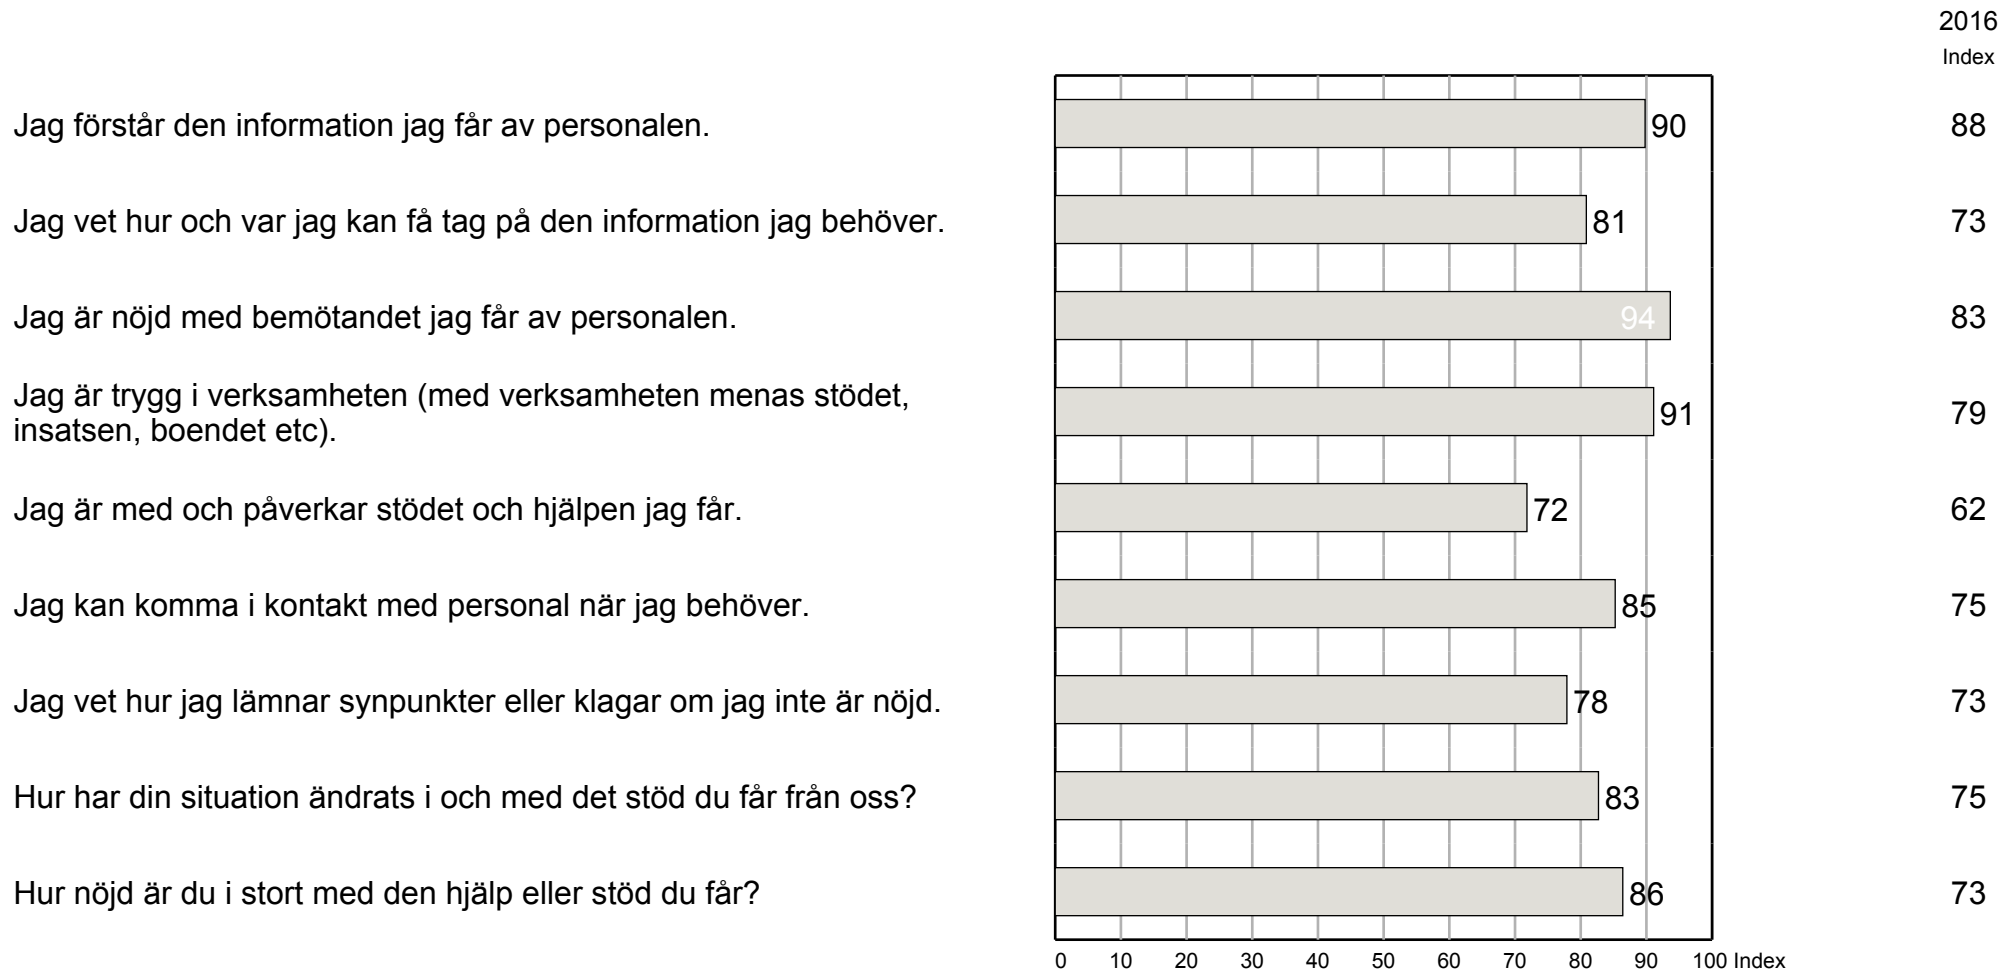 2016
Index
Jag förstår den information jag får av personalen. 90 88
Jag vet hur och var jag kan få tag på den information jag behöver. 81 73
Jag är nöjd med bemötandet jag får av personalen. 94 83
Jag är trygg i verksamheten (med verksamheten menas stödet,
insatsen, boendet etc). 91 79
Jag är med och påverkar stödet och hjälpen jag får. 72 62
Jag kan komma i kontakt med personal när jag behöver. 85 75
Jag vet hur jag lämnar synpunkter eller klagar om jag inte är nöjd. 78 73
Hur har din situation ändrats i och med det stöd du får från oss? 83 75
Hur nöjd är du i stort med den hjälp eller stöd du får? 86 73
0 10 20 30 40 50 60 70 80 90 100 Index